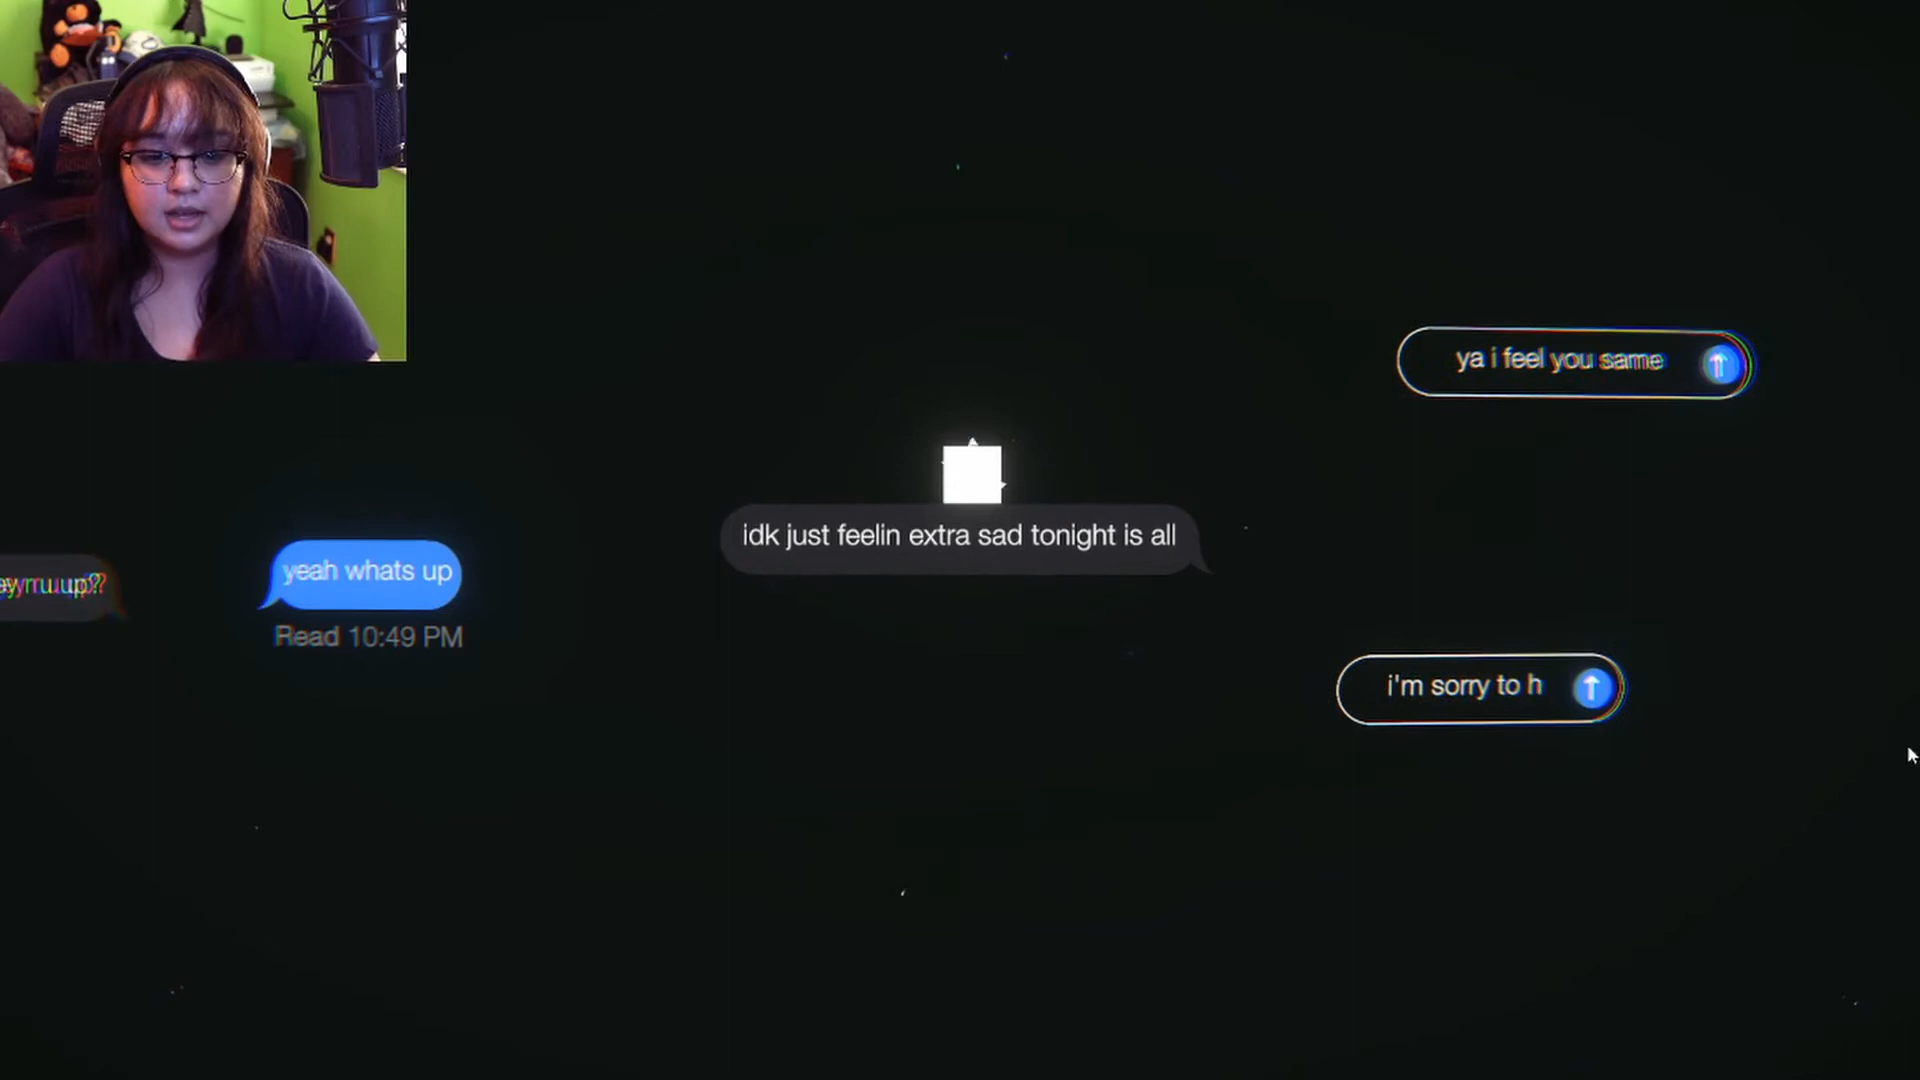 yeah whats up
Read 10:49 PM
idk just feelin extra sad tonight is all
ya i feel you same
i'm sorry to h